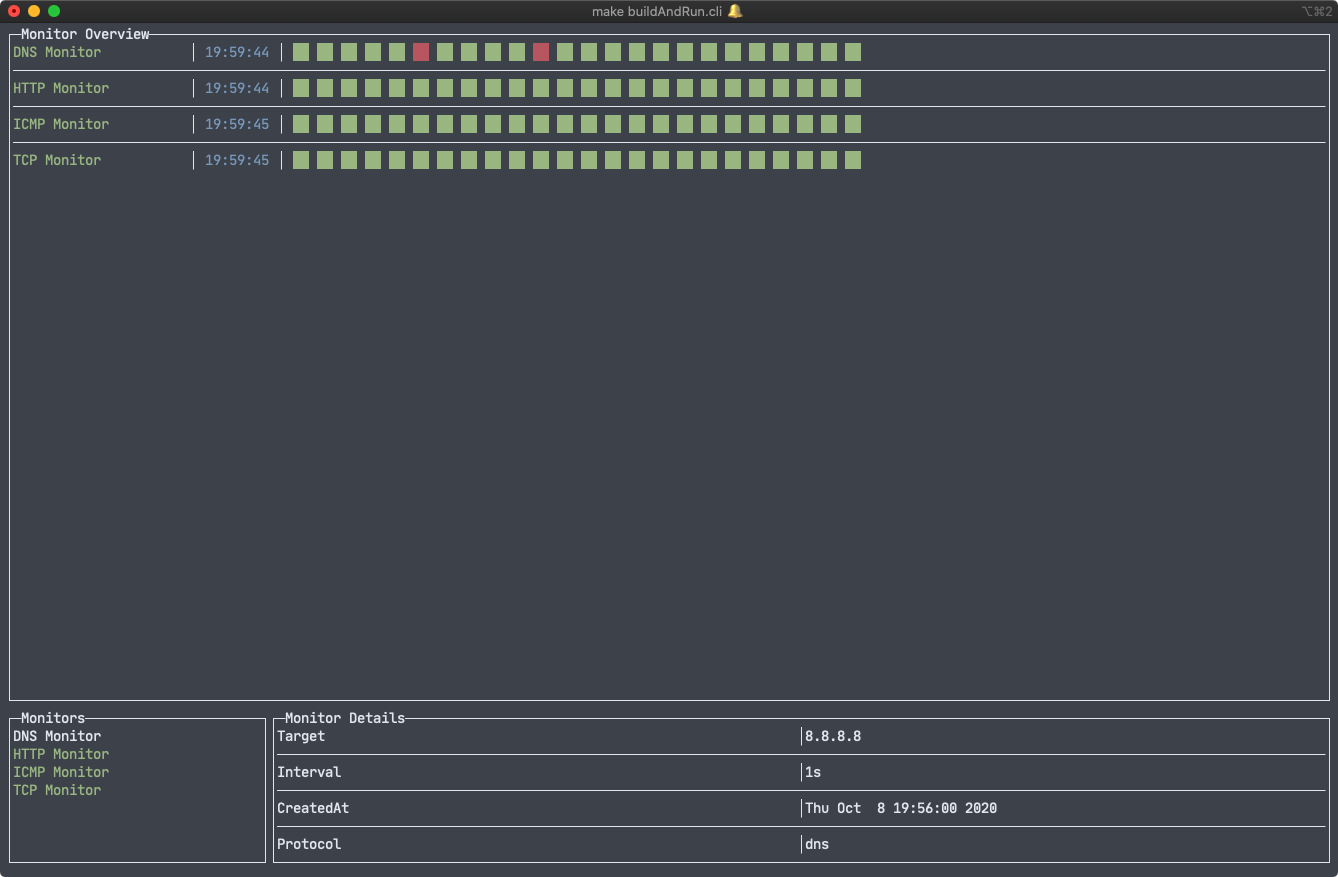 make buildAndRun.cli 🔔 ⌥⌘2
Monitor Overview
DNS Monitor 19:59:44
HTTP Monitor 19:59:44
ICMP Monitor 19:59:45
TCP Monitor 19:59:45
Monitors
DNS Monitor
HTTP Monitor
ICMP Monitor
TCP Monitor
Monitor Details
Target 8.8.8.8
Interval 1s
CreatedAt Thu Oct  8 19:56:00 2020
Protocol dns